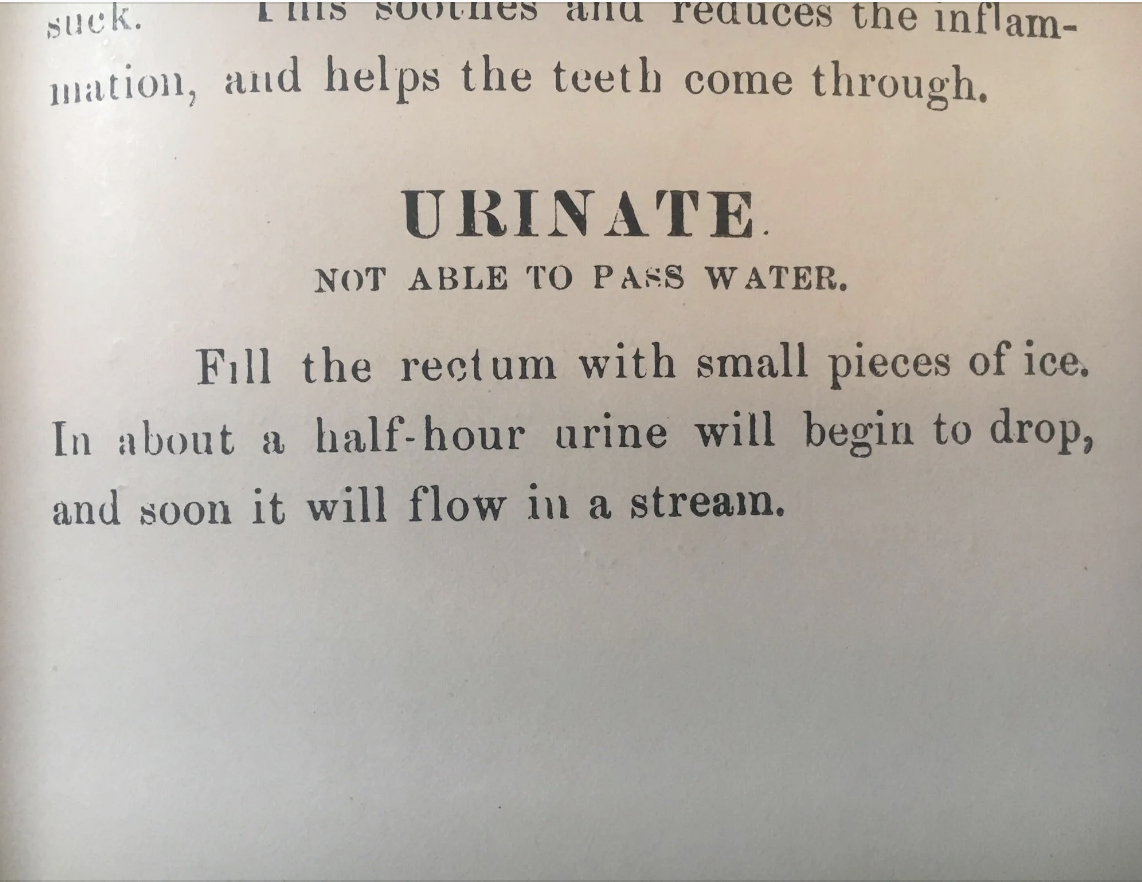 suck. This soothes and reduces the inflam-
mation, and helps the teeth come through.
URINATE.
NOT ABLE TO PASS WATER.
Fill the rectum with small pieces of ice.
In about a half-hour urine will begin to drop,
and soon it will flow in a stream.